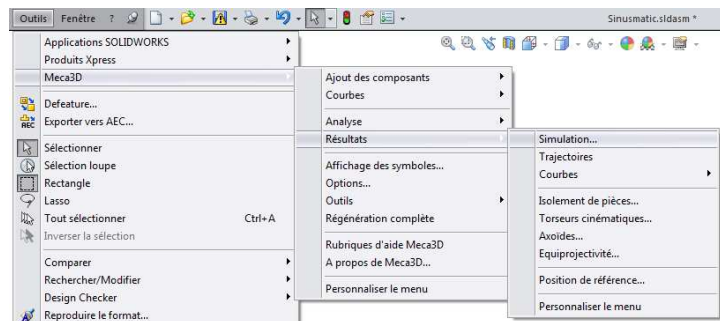 Outils Fenêtre ?
Sinusmatic.sldasm *
Applications SOLIDWORKS
Produits Xpress
Meca3D
Defeature...
Exporter vers AEC...
Sélectionner
Sélection loupe
Rectangle
Lasso
Tout sélectionner Ctrl+A
Inverser la sélection
Comparer
Rechercher/Modifier
Design Checker
Reproduire le format...
Ajout des composants
Courbes
Analyse
Résultats
Affichage des symboles...
Options...
Outils
Régénération complète
Rubriques d'aide Meca3D
A propos de Meca3D...
Personnaliser le menu
Simulation...
Trajectoires
Courbes
Isolement de pièces...
Torseurs cinématiques...
Axoïdes...
Equiprojectivité...
Position de référence...
Personnaliser le menu